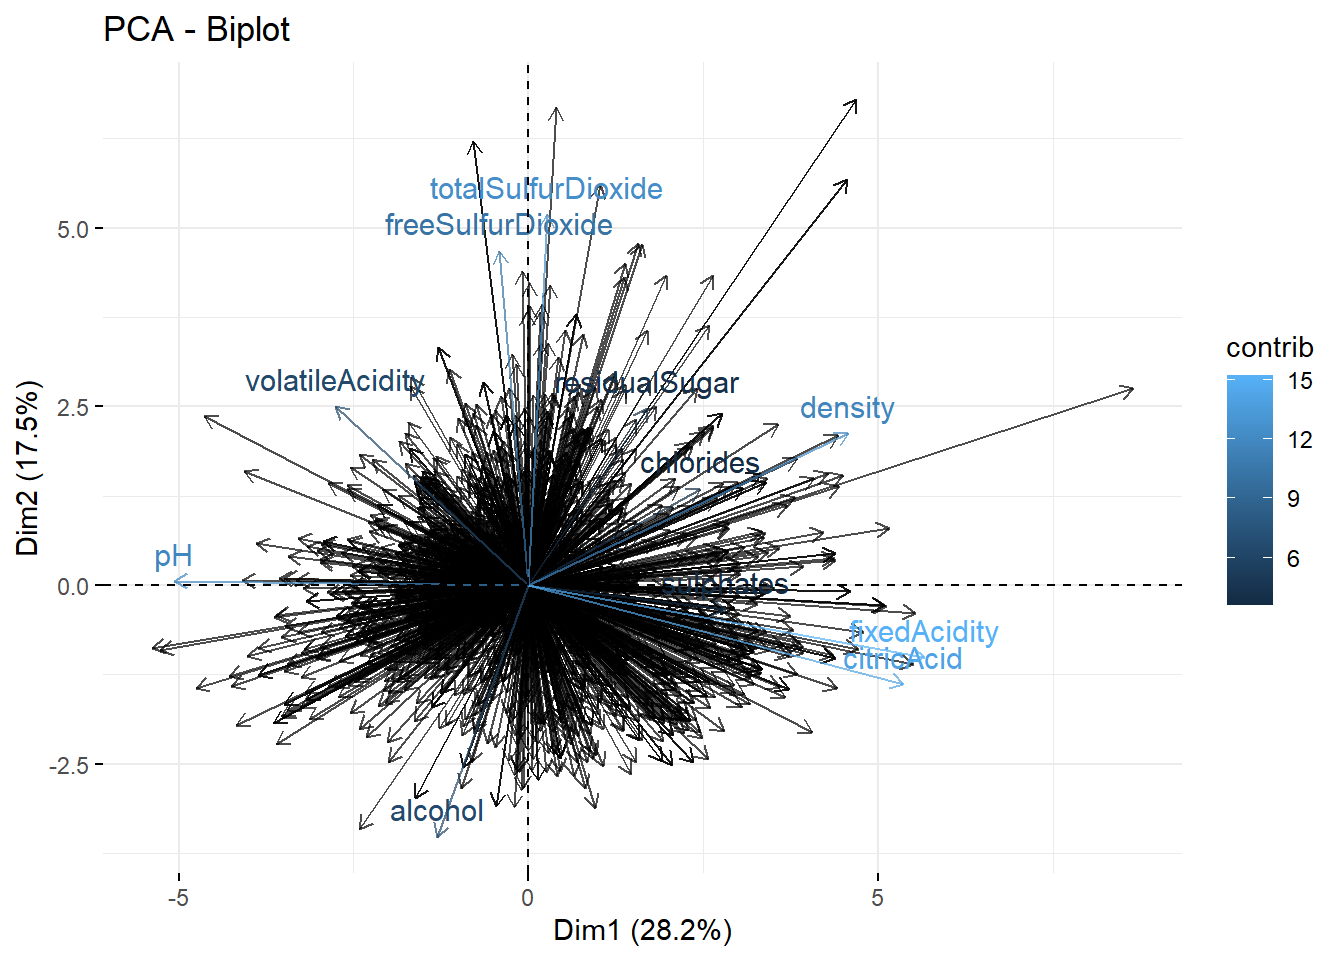 PCA - Biplot
totalSulfurDioxide
freeSulfurDioxide
volatileAcidity
residualSugar
density
chlorides
pH
sulphates
fixedAcidity
citricAcid
alcohol
5.0
2.5
0.0
-2.5
Dim2 (17.5%)
-5
0
5
Dim1 (28.2%)
contrib
15
12
9
6